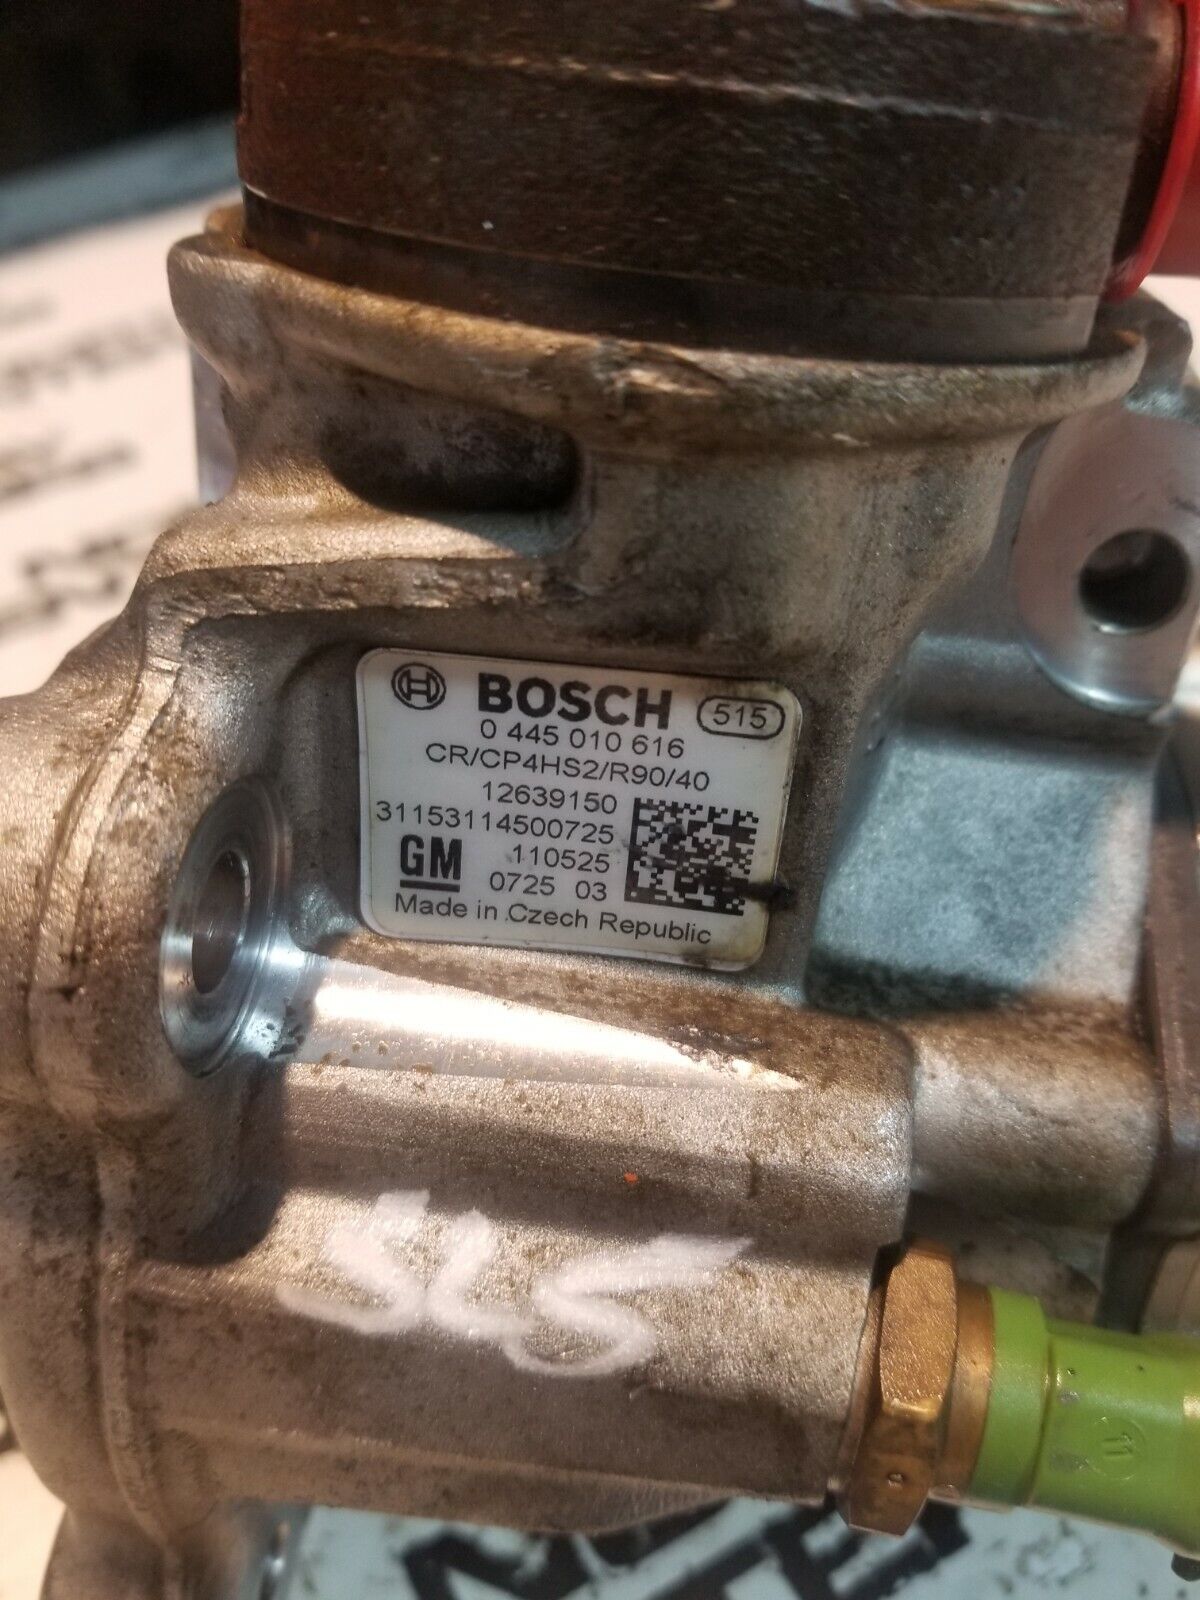 BOSCH 515
0 445 010 616
CR/CP4HS2/R90/40
12639150
31153114500725
GM 110525
0725 03
Made in Czech Republic
11